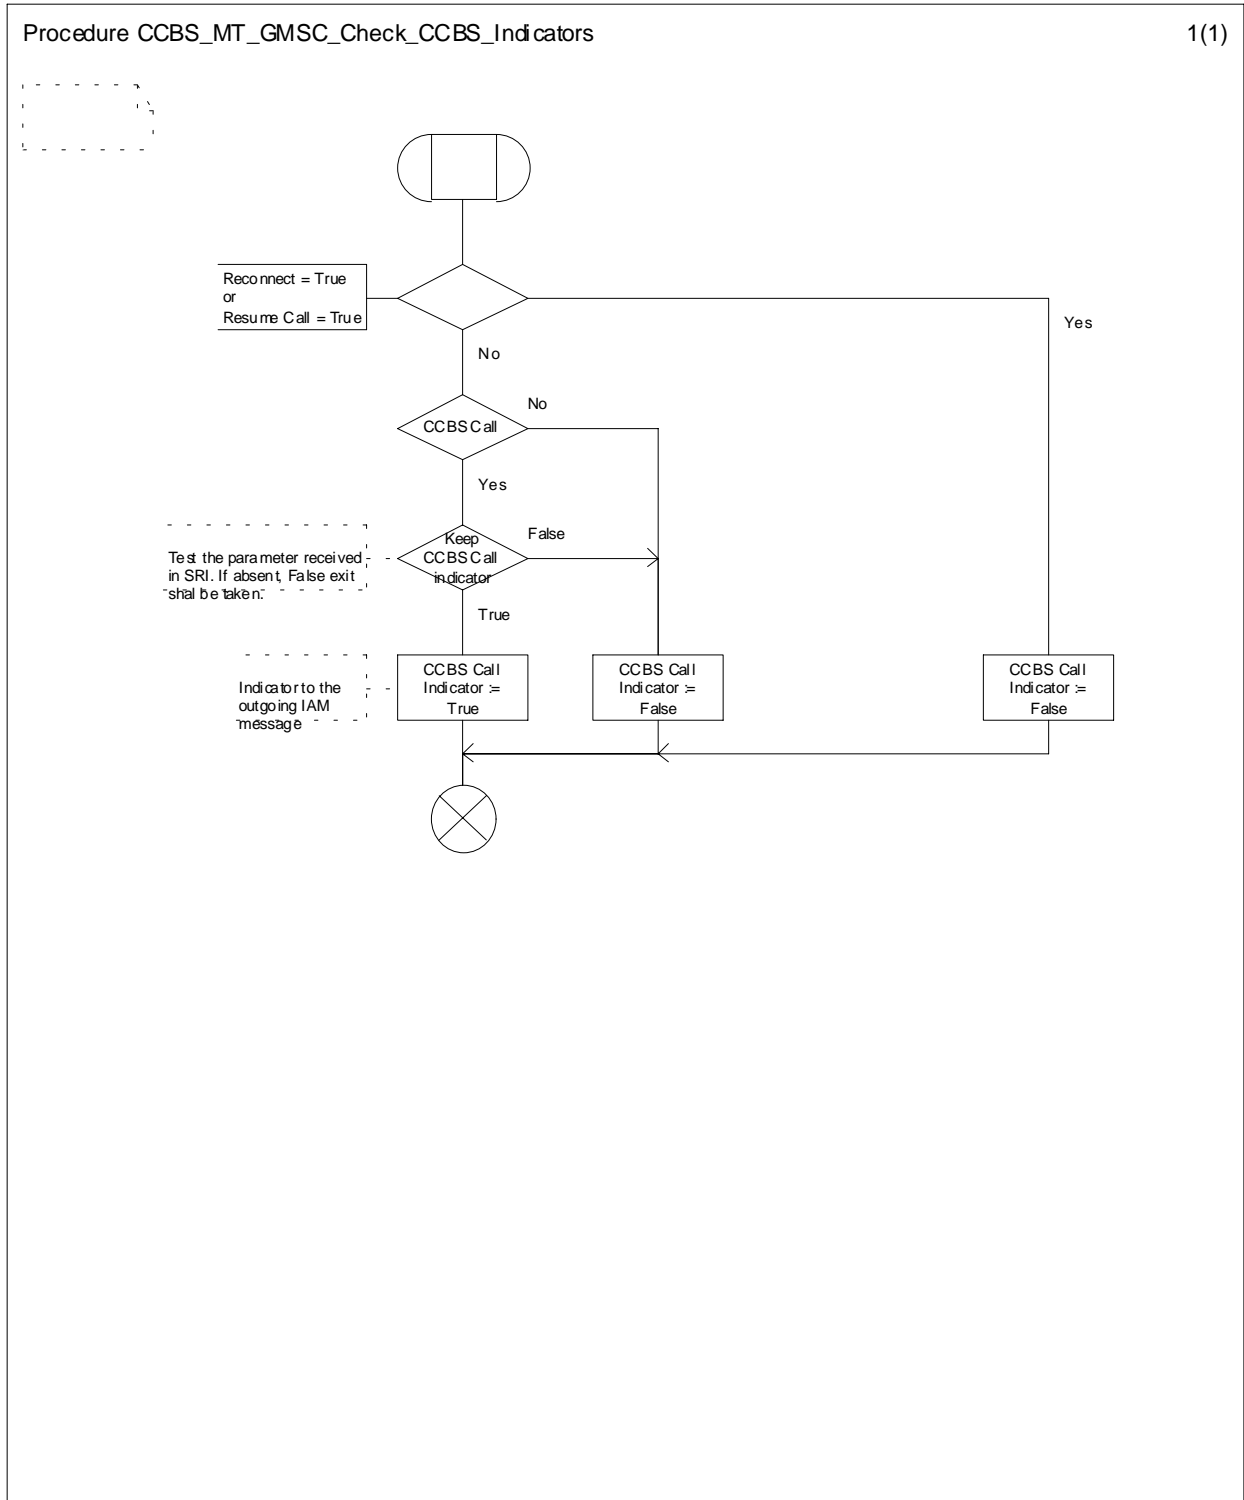 Procedure CCBS_MT_GMSC_Check_CCBS_Indicators
1(1)
Reconnect = True
or
Resume Call = True
Yes
No
CCBS Call
No
Yes
Keep
CCBS Call
indicator
False
Test the parameter received
in SRI. If absent, False exit
shal be taken.
True
CCBS Call
Indicator :=
True
CCBS Call
Indicator :=
False
CCBS Call
Indicator :=
False
Indicator to the
outgoing IAM
message